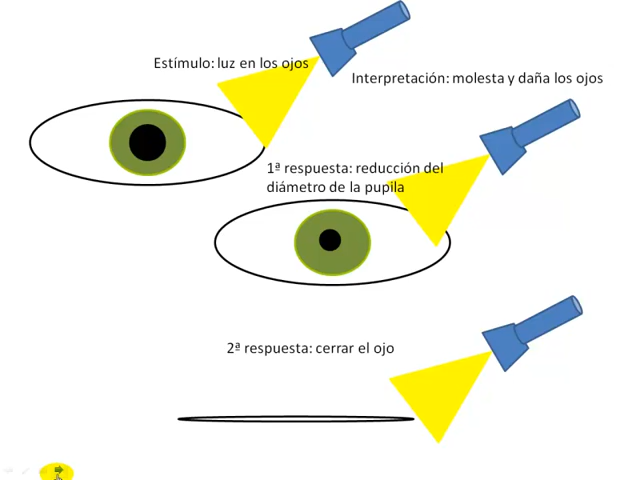 Estímulo: luz en los ojos
Interpretación: molesta y daña los ojos
1ª respuesta: reducción del
diámetro de la pupila
2ª respuesta: cerrar el ojo